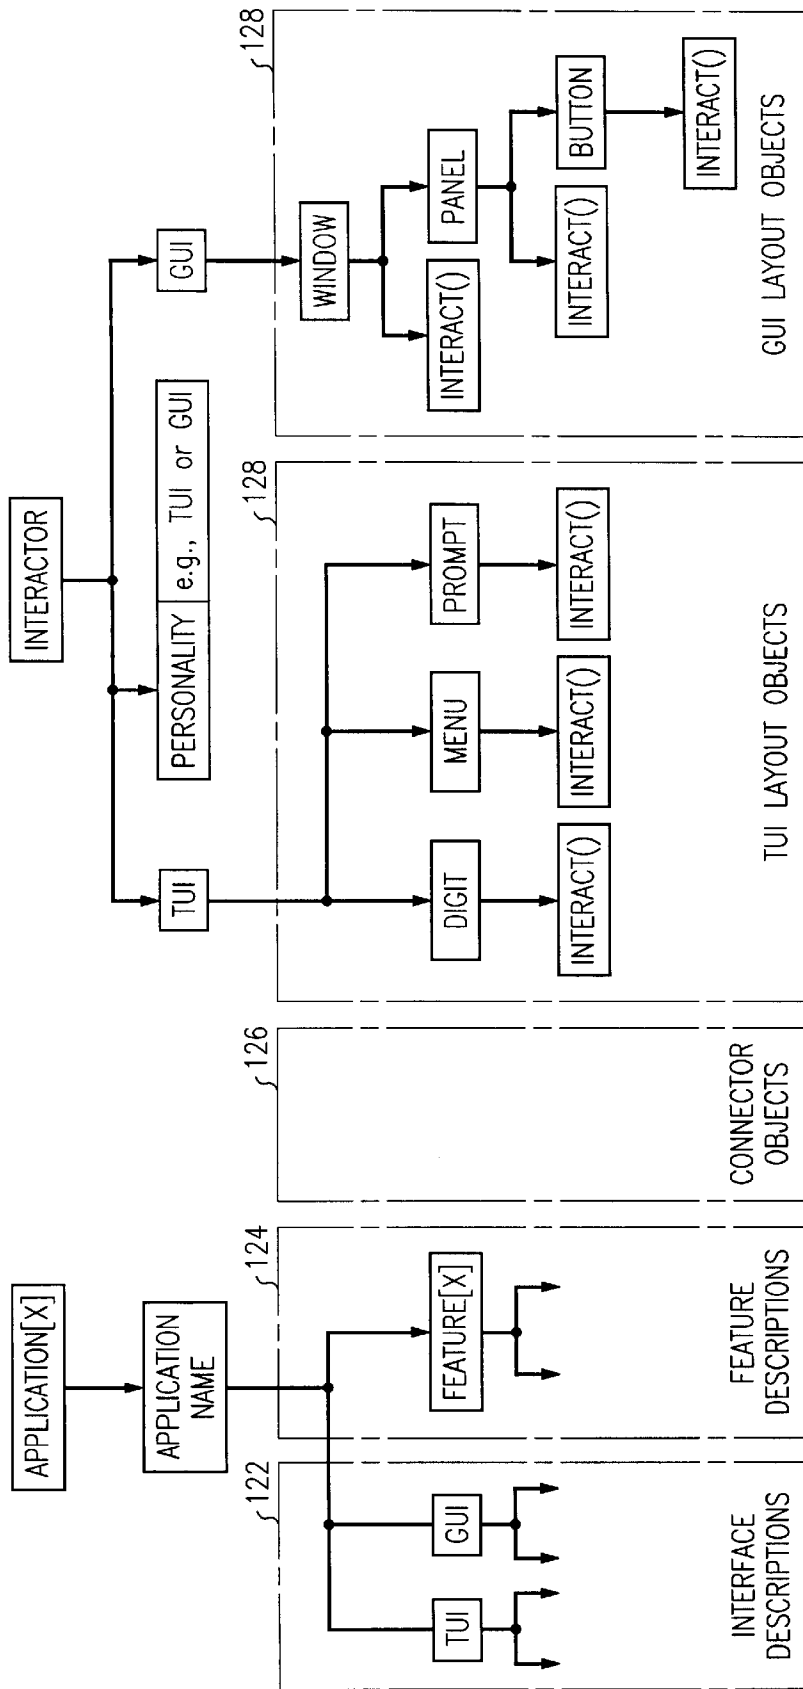 APPLICATION[X]
APPLICATION
NAME
122
TUI
GUI
INTERFACE
DESCRIPTIONS
124
FEATURE[X]
FEATURE
DESCRIPTIONS
126
CONNECTOR
OBJECTS
INTERACTOR
TUI
PERSONALITY
e.g., TUI or GUI
GUI
128
DIGIT
MENU
PROMPT
INTERACT()
INTERACT()
INTERACT()
TUI LAYOUT OBJECTS
128
WINDOW
INTERACT()
PANEL
INTERACT()
BUTTON
INTERACT()
GUI LAYOUT OBJECTS